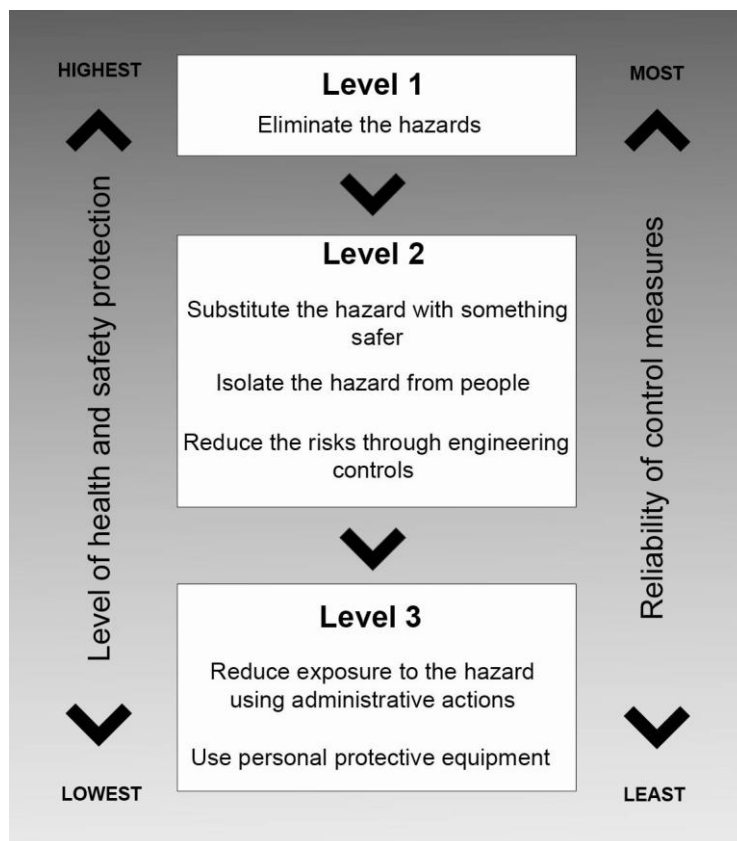 HIGHEST
Level 1
MOST
Eliminate the hazards
Level of health and safety protection
Reliability of control measures
Level 2
Substitute the hazard with something
safer
Isolate the hazard from people
Reduce the risks through engineering
controls
Level 3
Reduce exposure to the hazard
using administrative actions
Use personal protective equipment
LOWEST
LEAST